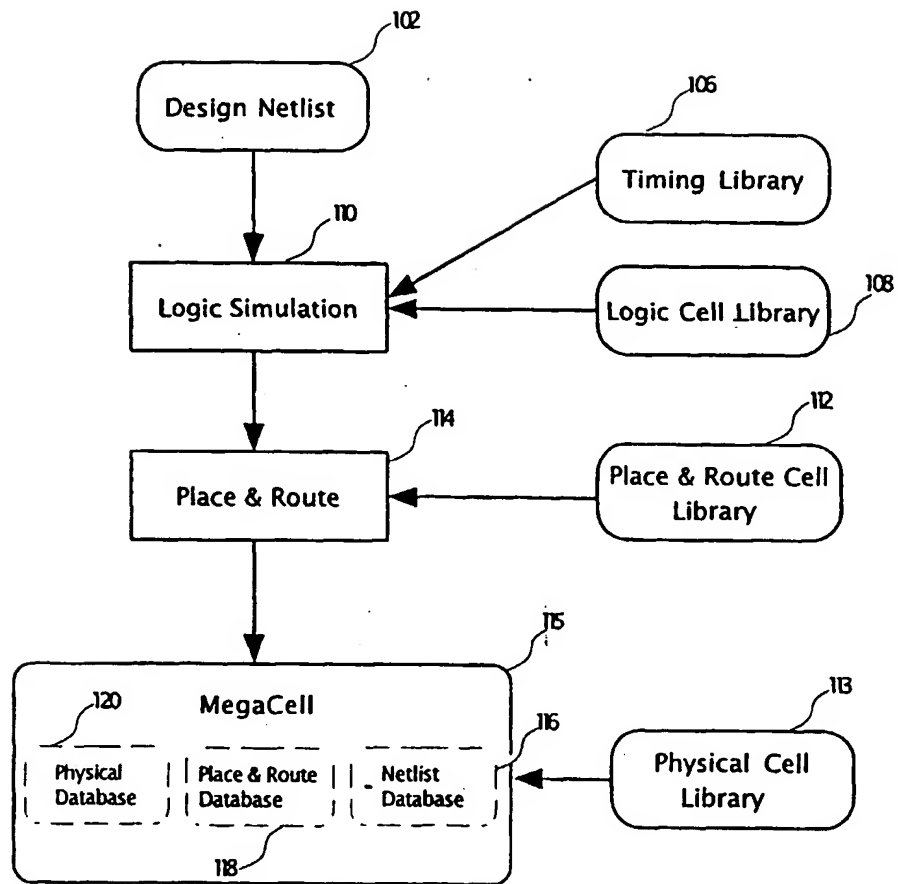 102
Design Netlist
106
Timing Library
110
Logic Simulation
Logic Cell Library
108
114
Place & Route
112
Place & Route Cell
Library
115
MegaCell
120
116
Physical
Database
Place & Route
Database
Netlist
Database
118
113
Physical Cell
Library